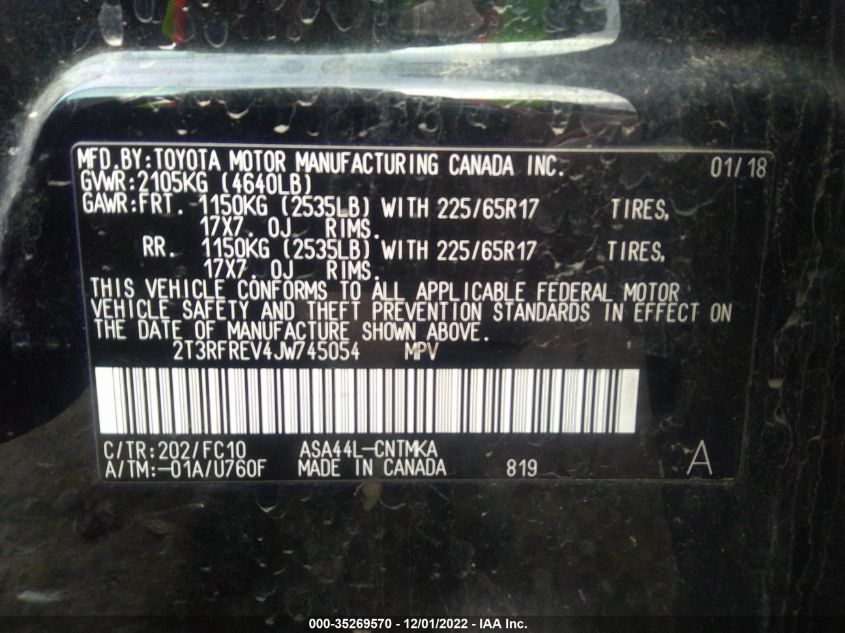 MFD.BY:TOYOTA MOTOR MANUFACTURING CANADA INC. 01/18
GVWR:2105KG (4640LB)
GAWR:FRT. 1150KG (2535LB) WITH 225/65R17 TIRES,
17X7.0J RIMS.
RR. 1150KG (2535LB) WITH 225/65R17 TIRES,
17X7.0J RIMS.
THIS VEHICLE CONFORMS TO ALL APPLICABLE FEDERAL MOTOR
VEHICLE SAFETY AND THEFT PREVENTION STANDARDS IN EFFECT ON
THE DATE OF MANUFACTURE SHOWN ABOVE.
2T3RFREV4JW745054 MPV
C/TR:202/FC10 ASA44L-CNTMKA
A/TM:-01A/U760F MADE IN CANADA 819 A
000-35269570 - 12/01/2022 - IAA Inc.